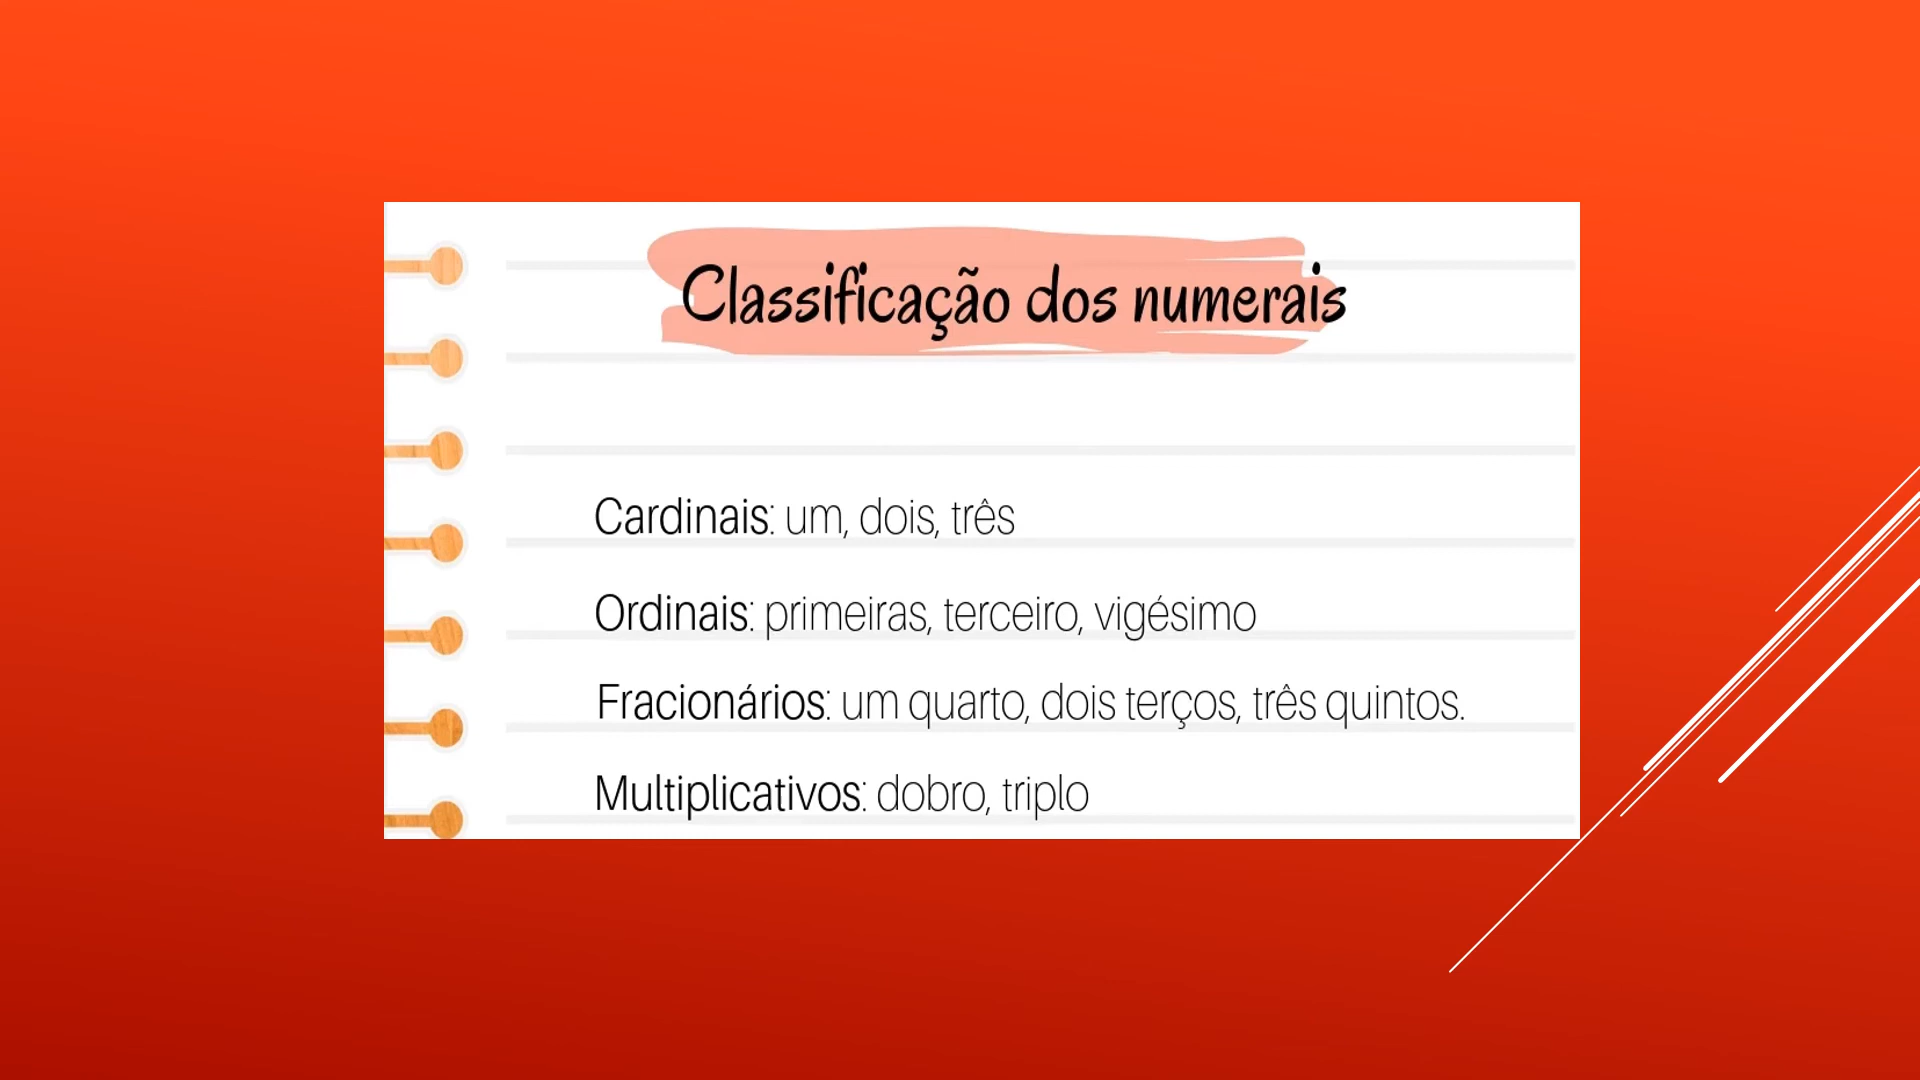 Classificação dos numerais
Cardinais: um, dois, três
Ordinais: primeiras, terceiro, vigésimo
Fracionários: um quarto, dois terços, três quintos.
Multiplicativos: dobro, triplo